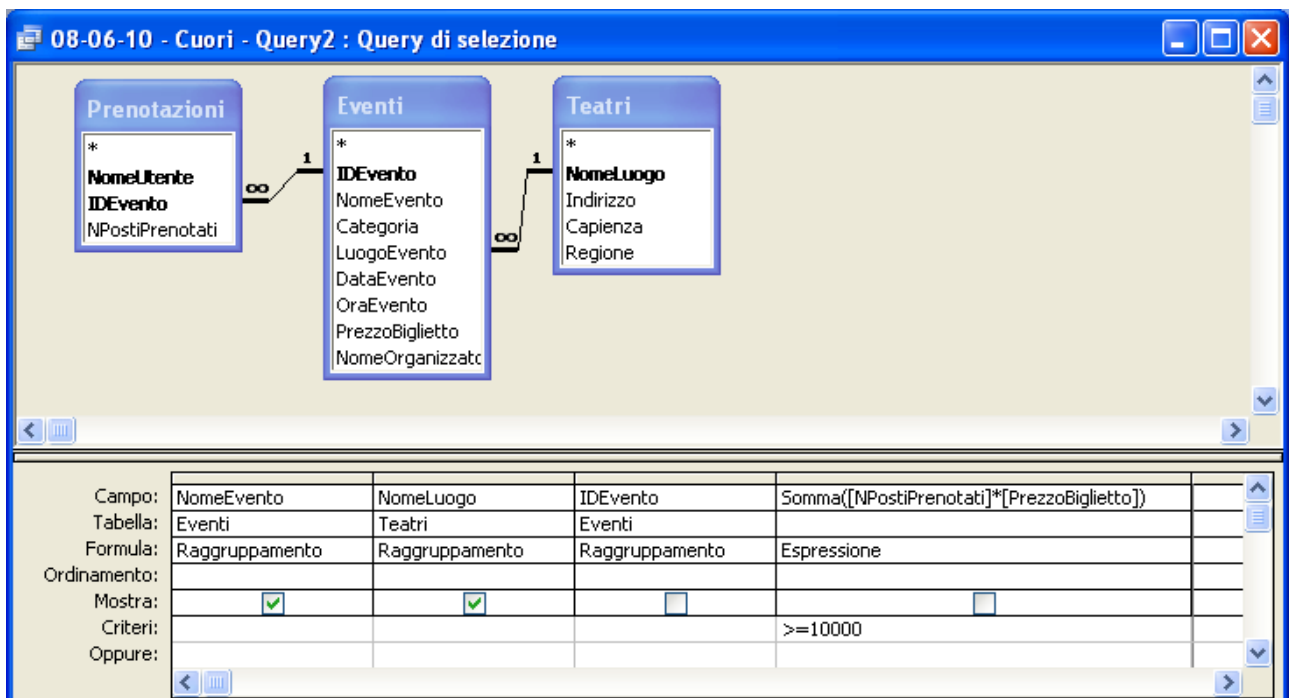 08-06-10 - Cuori - Query2 : Query di selezione
Prenotazioni
*
NomeUtente
IDEvento
NPostiPrenotati
∞
1
Eventi
*
IDEvento
NomeEvento
Categoria
LuogoEvento
DataEvento
OraEvento
PrezzoBiglietto
NomeOrganizzato
∞
1
Teatri
*
NomeLuogo
Indirizzo
Capienza
Regione
Campo: NomeEvento NomeLuogo IDEvento Somma([NPostiPrenotati]*[PrezzoBiglietto])
Tabella: Eventi Teatri Eventi
Formula: Raggruppamento Raggruppamento Raggruppamento Espressione
Ordinamento:
Mostra:
Criteri: >=10000
Oppure: